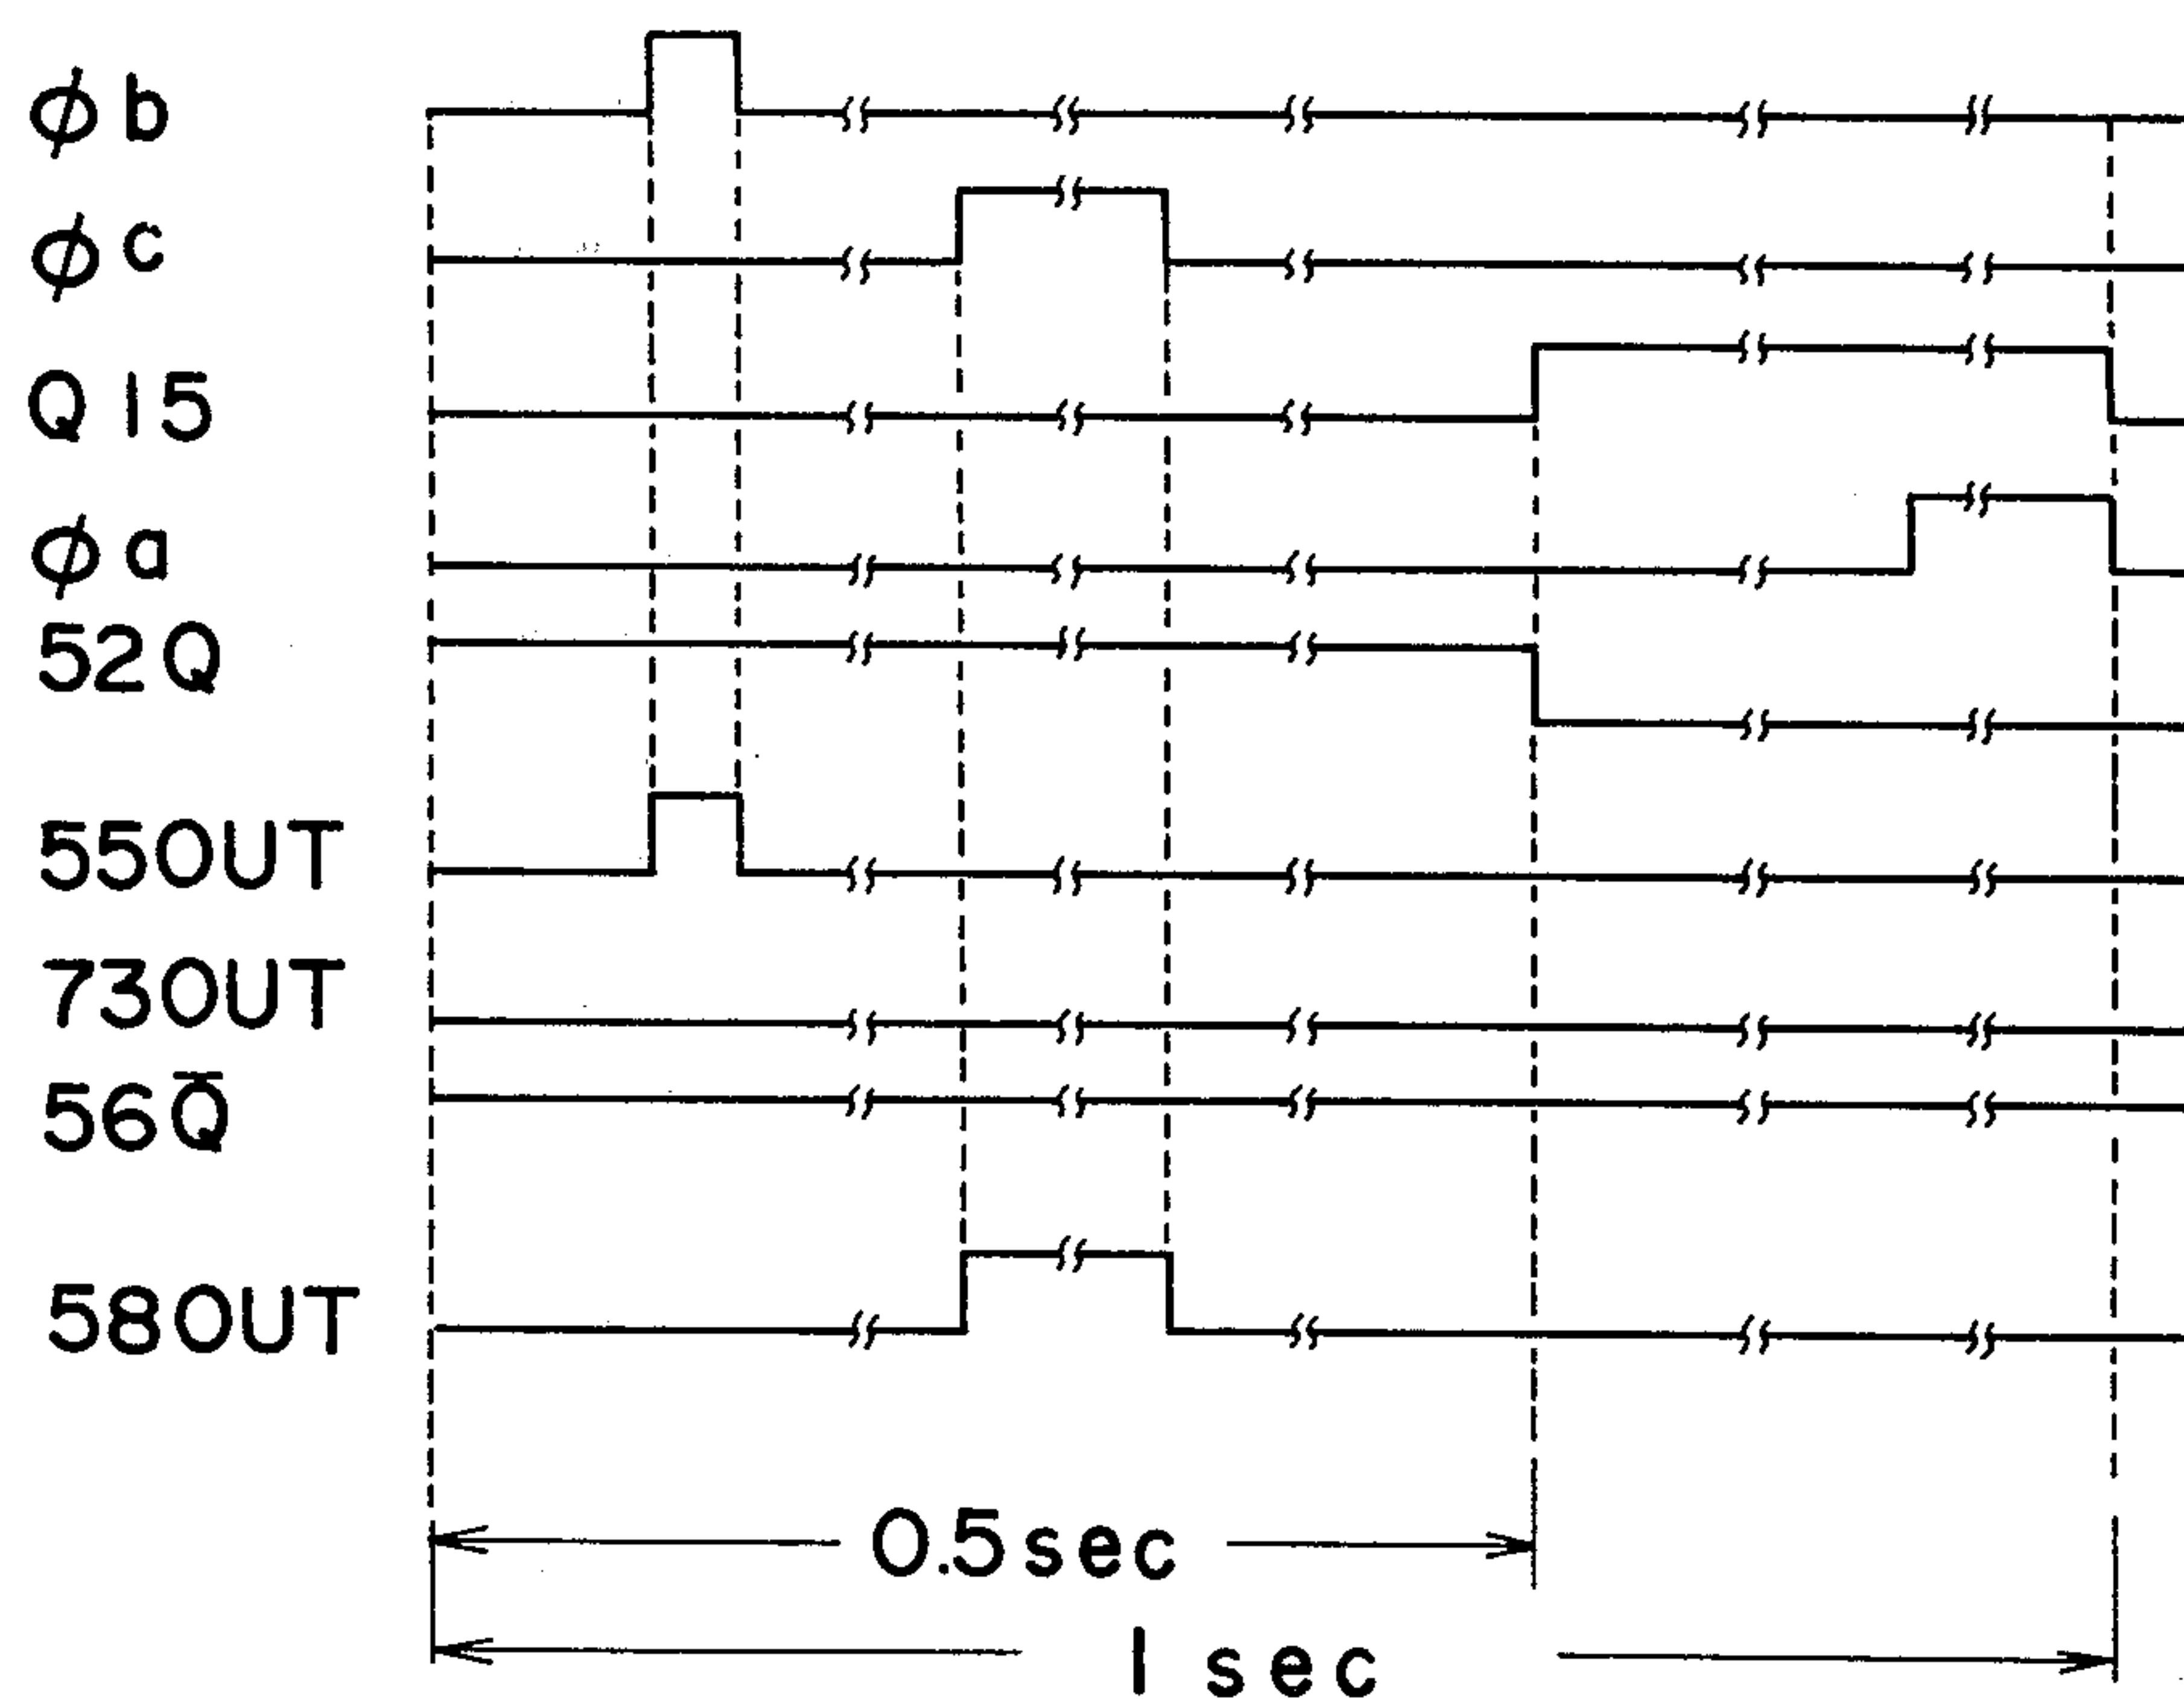 ϕb
ϕc
Q15
ϕa
52Q
55OUT
73OUT
56Q̅
58OUT
0.5sec
1 sec